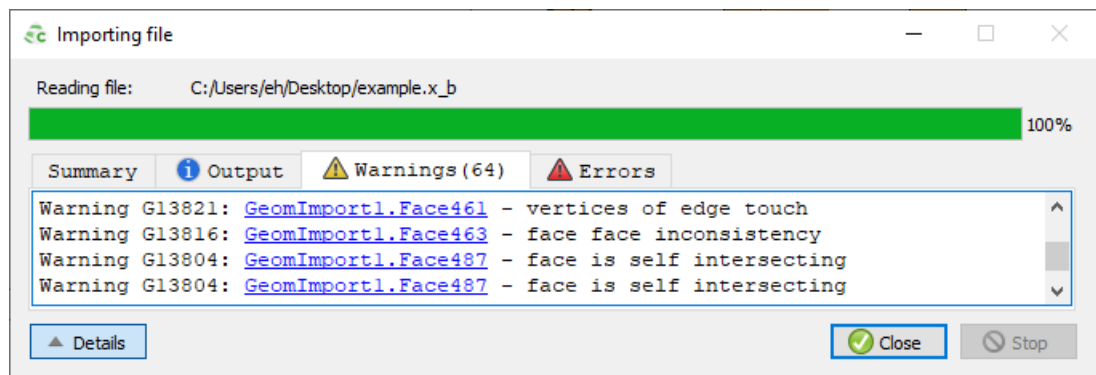 Importing file
Reading file: C:/Users/eh/Desktop/example.x_b
100%
Summary Output Warnings(64) Errors
Warning G13821: GeomImport1.Face461 - vertices of edge touch
Warning G13816: GeomImport1.Face463 - face face inconsistency
Warning G13804: GeomImport1.Face487 - face is self intersecting
Warning G13804: GeomImport1.Face487 - face is self intersecting
Details Close Stop